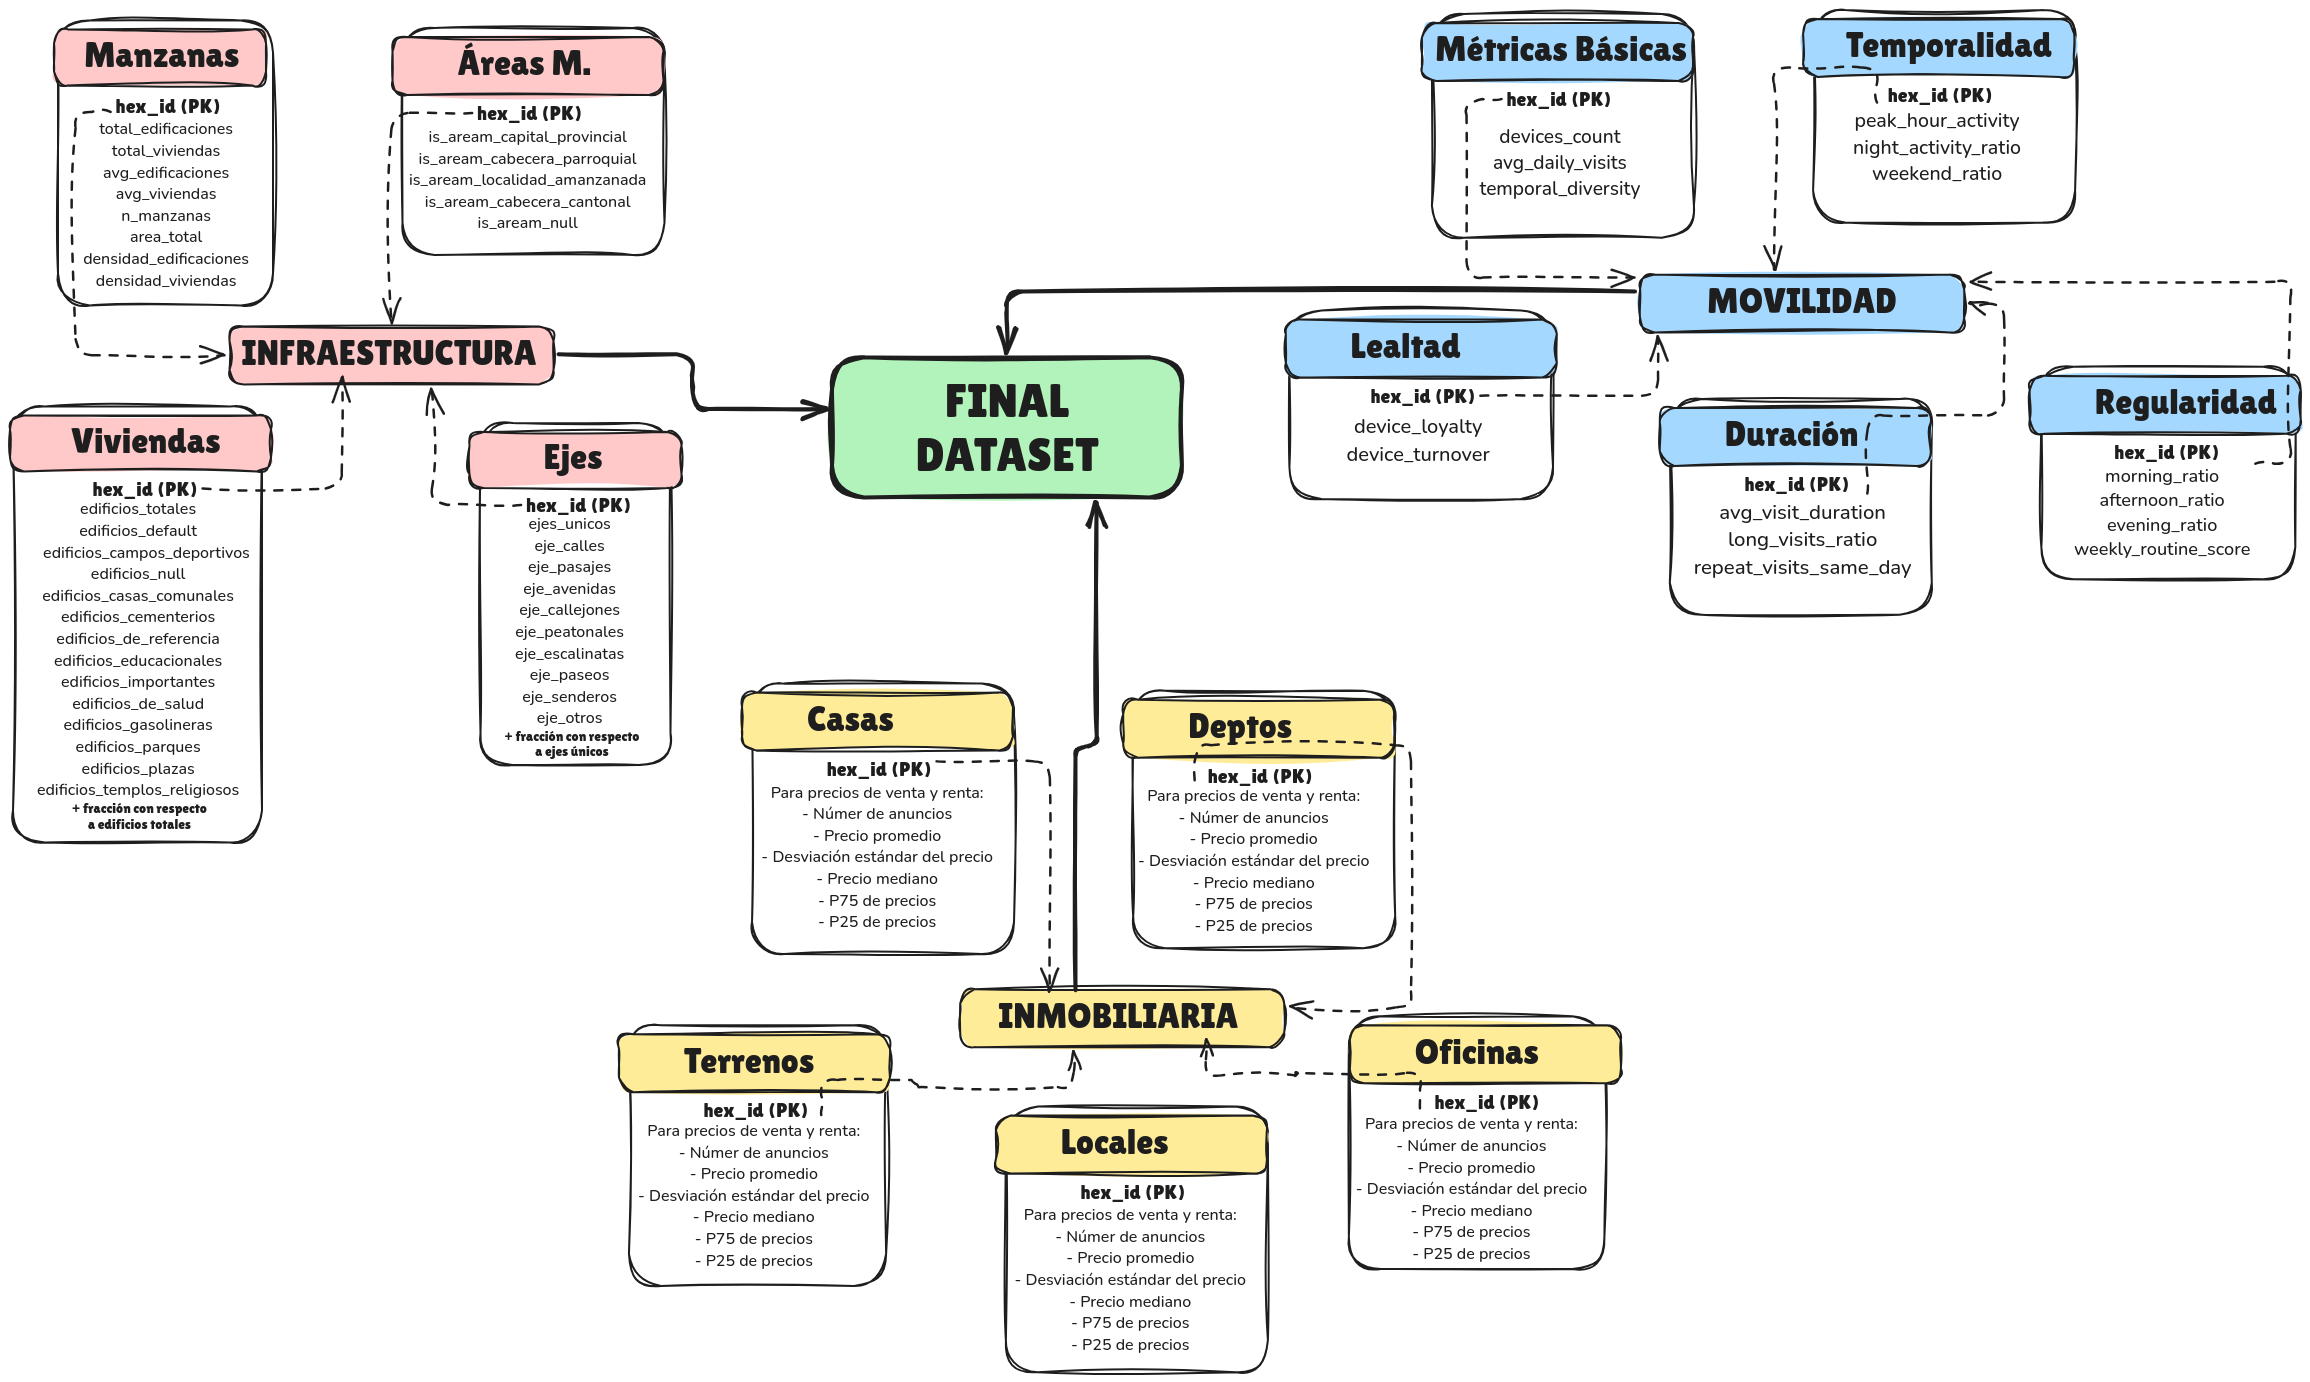 Manzanas
hex_id (PK)
total_edificaciones
total_viviendas
avg_edificaciones
avg_viviendas
n_manzanas
area_total
densidad_edificaciones
densidad_viviendas
Áreas M.
hex_id (PK)
is_aream_capital_provincial
is_aream_cabecera_parroquial
is_aream_localidad_amanzanada
is_aream_cabecera_cantonal
is_aream_null
Métricas Básicas
hex_id (PK)
devices_count
avg_daily_visits
temporal_diversity
Temporalidad
hex_id (PK)
peak_hour_activity
night_activity_ratio
weekend_ratio
INFRAESTRUCTURA
MOVILIDAD
FINAL
DATASET
Lealtad
hex_id (PK)
device_loyalty
device_turnover
Duración
hex_id (PK)
avg_visit_duration
long_visits_ratio
repeat_visits_same_day
Regularidad
hex_id (PK)
morning_ratio
afternoon_ratio
evening_ratio
weekly_routine_score
Viviendas
hex_id (PK)
edificios_totales
edificios_default
edificios_campos_deportivos
edificios_null
edificios_casas_comunales
edificios_cementerios
edificios_de_referencia
edificios_educacionales
edificios_importantes
edificios_de_salud
edificios_gasolineras
edificios_parques
edificios_plazas
edificios_templos_religiosos
+ fracción con respecto
a edificios totales
Ejes
hex_id (PK)
ejes_unicos
eje_calles
eje_pasajes
eje_avenidas
eje_callejones
eje_peatonales
eje_escalinatas
eje_paseos
eje_senderos
eje_otros
+ fracción con respecto
a ejes únicos
Casas
hex_id (PK)
Para precios de venta y renta:
- Númer de anuncios
- Precio promedio
- Desviación estándar del precio
- Precio mediano
- P75 de precios
- P25 de precios
Deptos
hex_id (PK)
Para precios de venta y renta:
- Númer de anuncios
- Precio promedio
- Desviación estándar del precio
- Precio mediano
- P75 de precios
- P25 de precios
INMOBILIARIA
Terrenos
hex_id (PK)
Para precios de venta y renta:
- Númer de anuncios
- Precio promedio
- Desviación estándar del precio
- Precio mediano
- P75 de precios
- P25 de precios
Locales
hex_id (PK)
Para precios de venta y renta:
- Númer de anuncios
- Precio promedio
- Desviación estándar del precio
- Precio mediano
- P75 de precios
- P25 de precios
Oficinas
hex_id (PK)
Para precios de venta y renta:
- Númer de anuncios
- Precio promedio
- Desviación estándar del precio
- Precio mediano
- P75 de precios
- P25 de precios